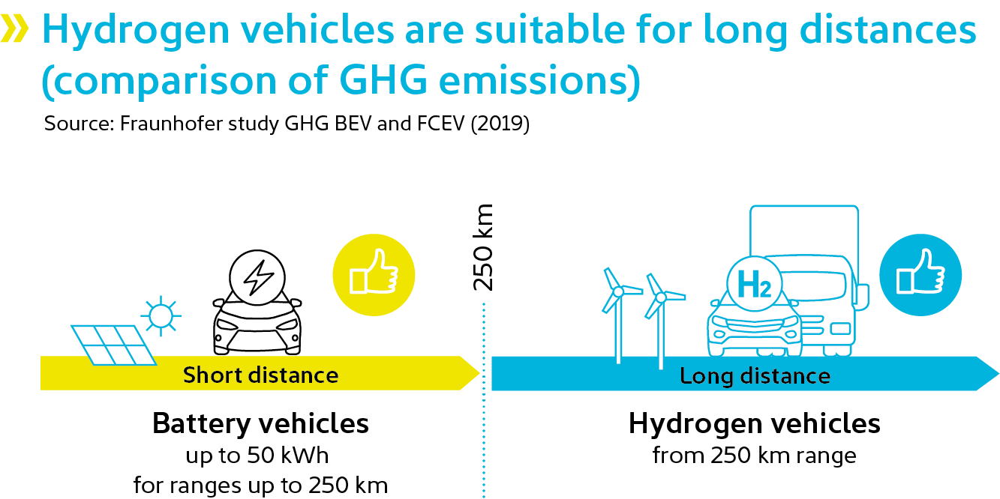 Hydrogen vehicles are suitable for long distances
(comparison of GHG emissions)
Source: Fraunhofer study GHG BEV and FCEV (2019)
250 km
H2
Short distance
Long distance
Battery vehicles
up to 50 kWh
for ranges up to 250 km
Hydrogen vehicles
from 250 km range